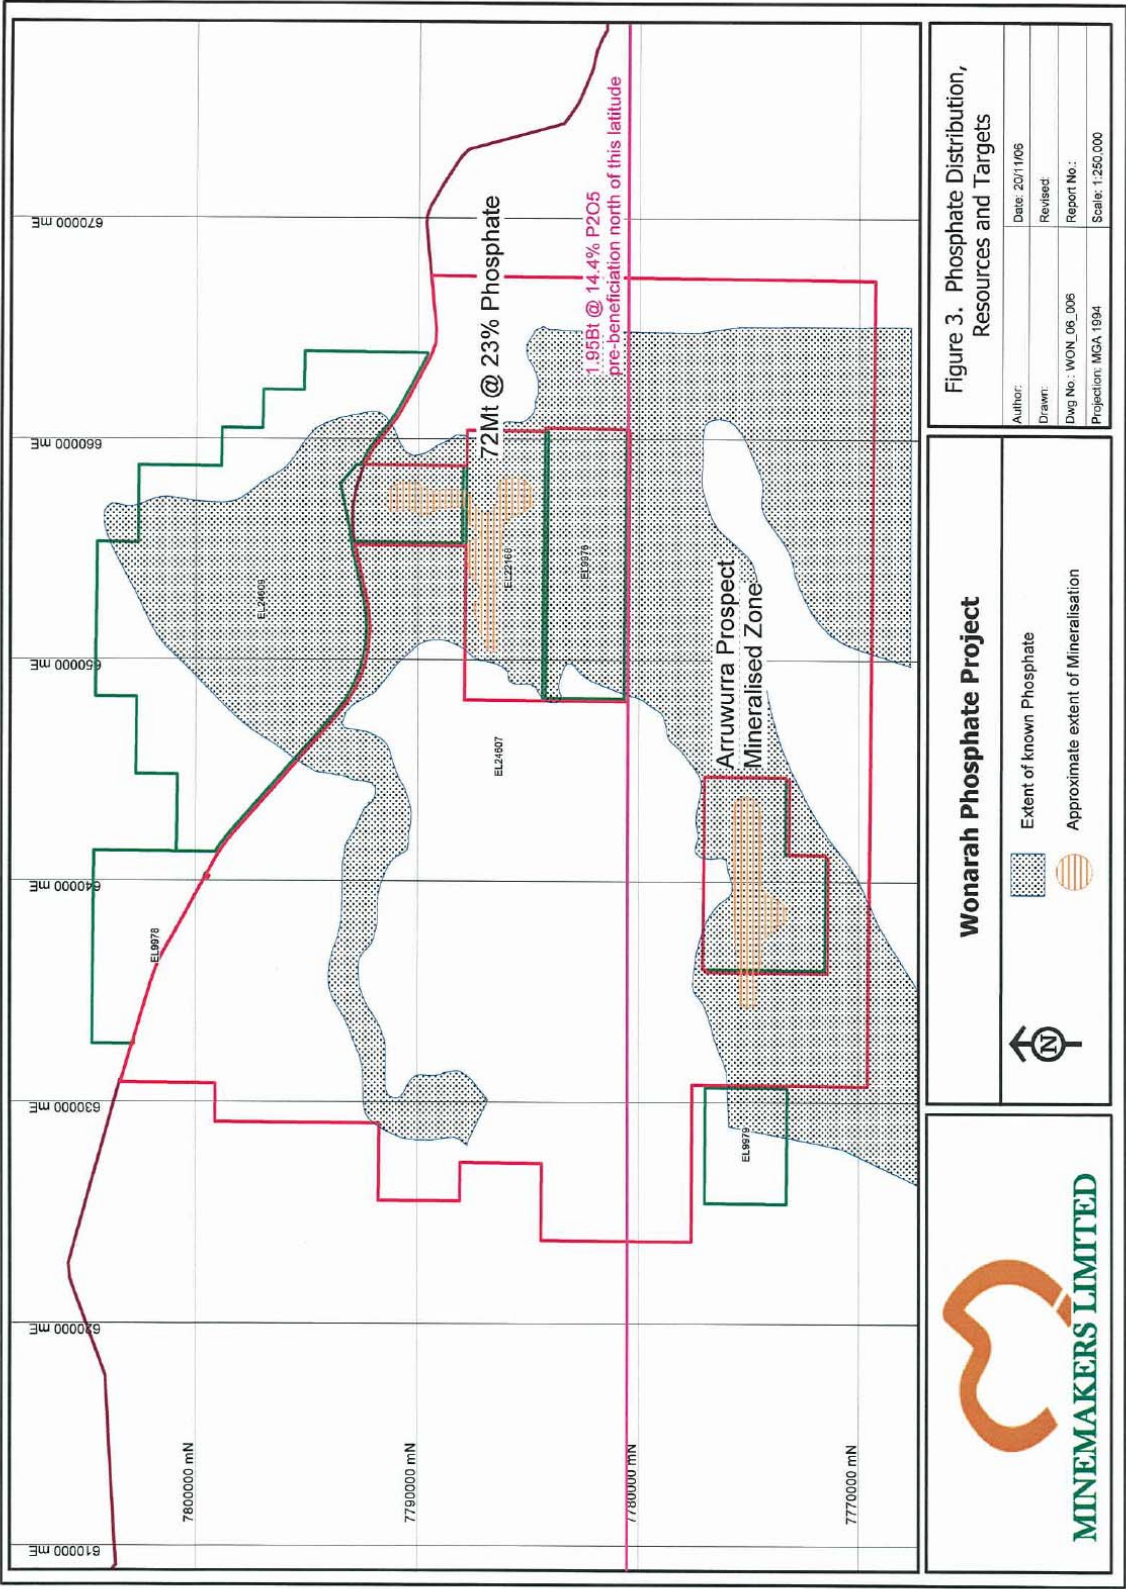 610000 mE
620000 mE
630000 mE
640000 mE
650000 mE
660000 mE
670000 mE
7800000 mN
7790000 mN
7780000 mN
7770000 mN
EL9978
EL24608
EL24607
EL22168
EL9976
EL9979
72Mt @ 23% Phosphate
1.95Bt @ 14.4% P2O5
pre-beneficiation north of this latitude
Arruwurra Prospect
Mineralised Zone
MINEMAKERS LIMITED
Wonarah Phosphate Project
N
Extent of known Phosphate
Approximate extent of Mineralisation
Figure 3. Phosphate Distribution,
Resources and Targets
Author:
Date: 20/11/06
Drawn:
Revised:
Dwg No.: WON_06_006
Report No.:
Projection: MGA 1994
Scale: 1:250,000